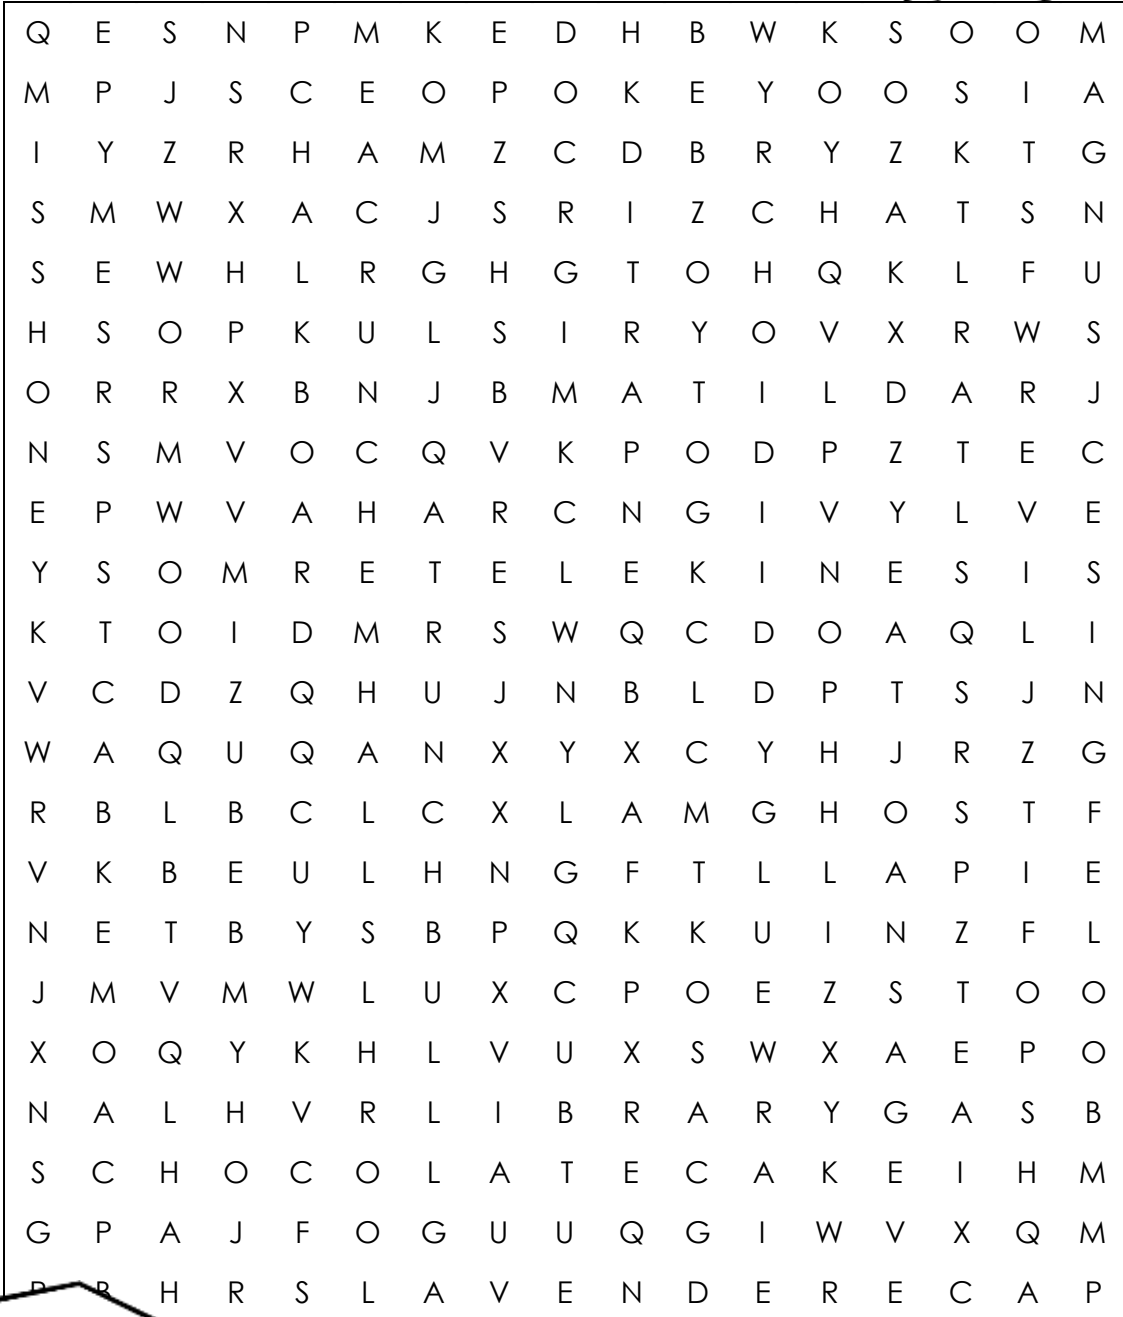 Q E S N P M K E D H B W K S O O M
M P J S C E O P O K E Y O O S I A
I Y Z R H A M Z C D B R Y Z K T G
S M W X A C J S R I Z C H A T S N
S E W H L R G H G T O H Q K L F U
H S O P K U L S I R Y O V X R W S
O R R X B N J B M A T I L D A R J
N S M V O C Q V K P O D P Z T E C
E P W V A H A R C N G I V Y L V E
Y S O M R E T E L E K I N E S I S
K T O I D M R S W Q C D O A Q L I
V C D Z Q H U J N B L D P T S J N
W A Q U Q A N X Y X C Y H J R Z G
R B L B C L C X L A M G H O S T F
V K B E U L H N G F T L L A P I E
N E T B Y S B P Q K K U I N Z F L
J M V M W L U X C P O E Z S T O O
X O Q Y K H L V U X S W X A E P O
N A L H V R L I B R A R Y G A S B
S C H O C O L A T E C A K E I H M
G P A J F O G U U Q G I W V X Q M
H R S L A V E N D E R E C A P